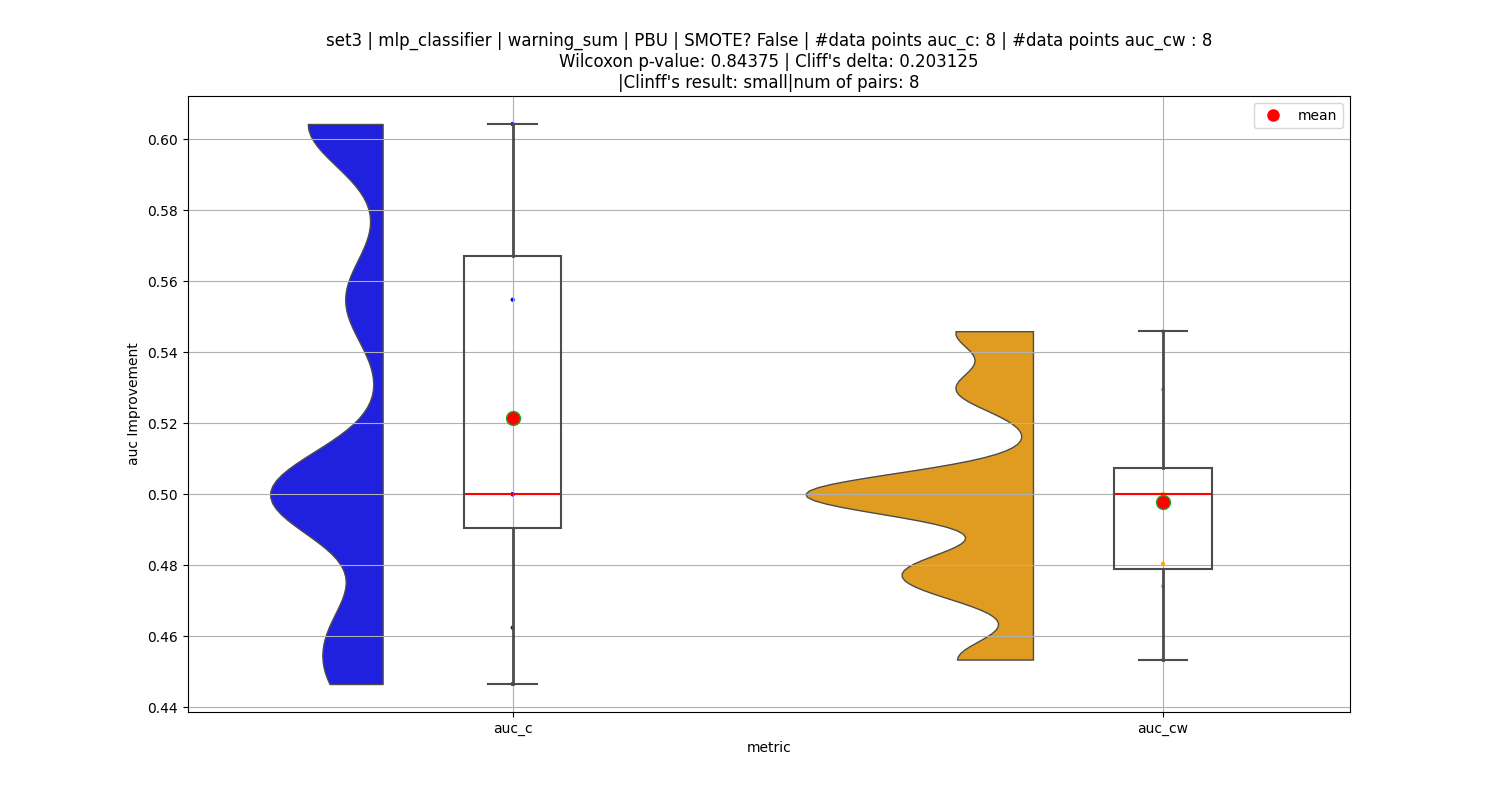 set3 | mlp_classifier | warning_sum | PBU | SMOTE? False | #data points auc_c: 8 | #data points auc_cw : 8
Wilcoxon p-value: 0.84375 | Cliff's delta: 0.203125
|Clinff's result: small|num of pairs: 8
mean
0.60
0.58
0.56
0.54
0.52
0.50
0.48
0.46
0.44
auc Improvement
auc_c
auc_cw
metric